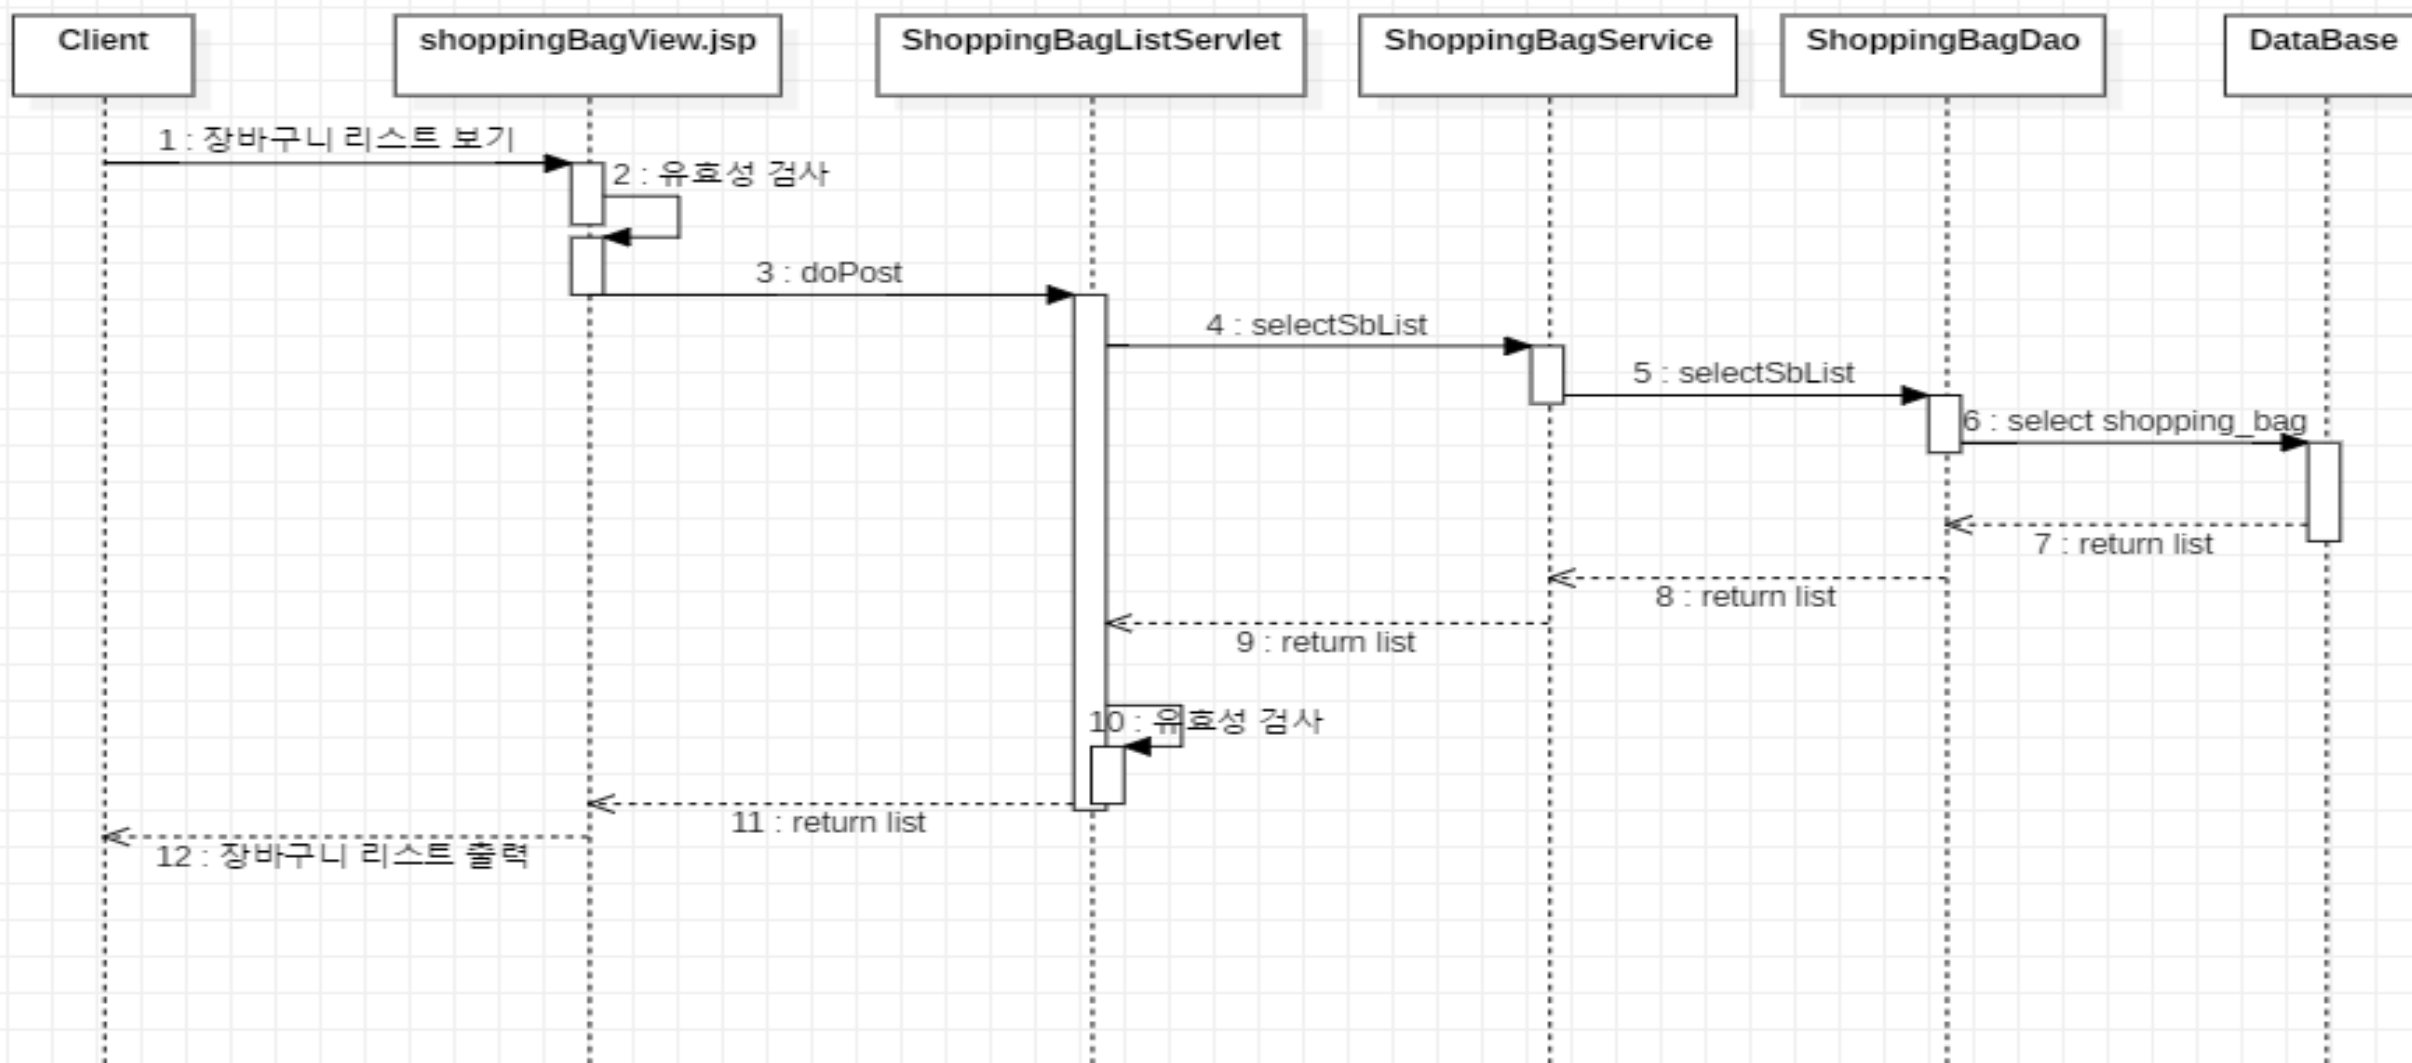 Client
shoppingBagView.jsp
ShoppingBagListServlet
ShoppingBagService
ShoppingBagDao
DataBase
1 : 장바구니 리스트 보기
2 : 유효성 검사
3 : doPost
4 : selectSbList
5 : selectSbList
6 : select shopping_bag
7 : return list
8 : return list
9 : return list
10 : 유효성 검사
11 : return list
12 : 장바구니 리스트 출력